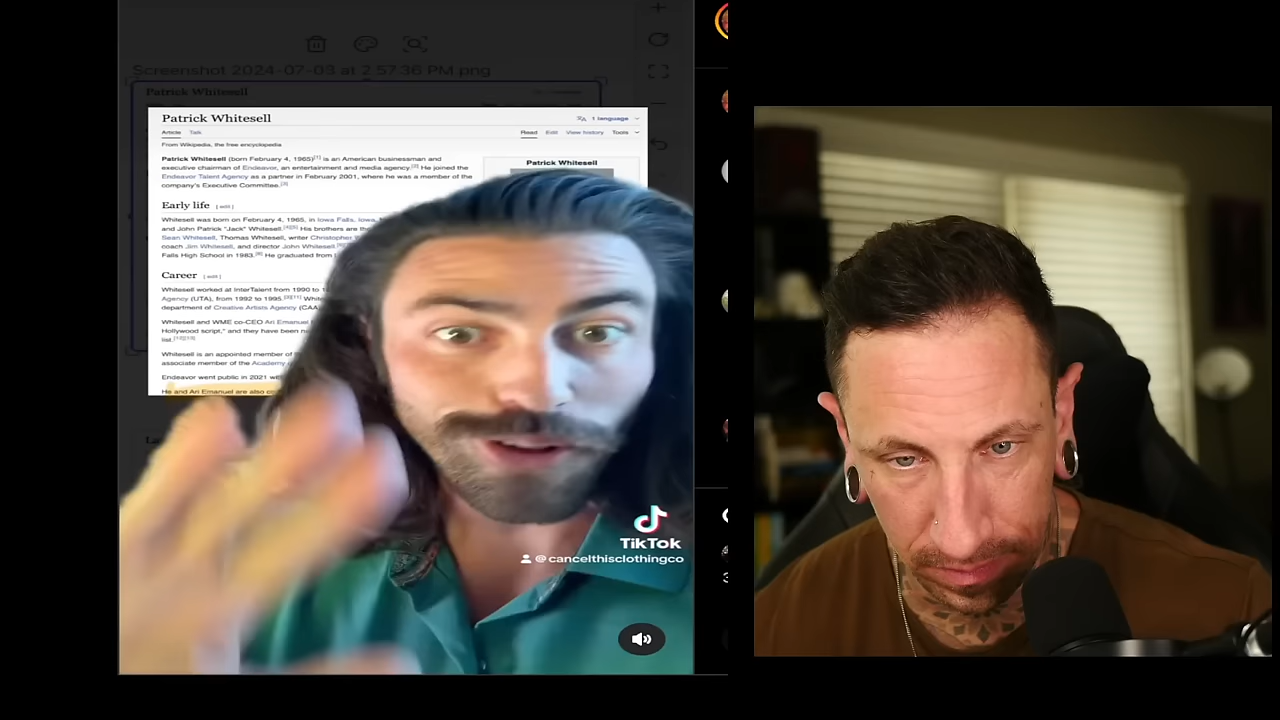 Screenshot 2024-07-03 at 2.57.36 PM.png
Patrick Whitesell
Patrick Whitesell
1 language
Article Talk
Read Edit View history Tools
From Wikipedia, the free encyclopedia
Patrick Whitesell (born February 4, 1965)[1] is an American businessman and
executive chairman of Endeavor, an entertainment and media agency.[2] He joined the
Endeavor Talent Agency as a partner in February 2001, where he was a member of the
company's Executive Committee.[3]
Patrick Whitesell
Early life [ edit ]
Whitesell was born on February 4, 1965, in Iowa Falls, Iowa,
and John Patrick "Jack" Whitesell. His brothers are
Sean Whitesell, Thomas Whitesell, writer Christopher
coach Jim Whitesell, and director John Whitesell.
Falls High School in 1983. He graduated from
Career [ edit ]
Whitesell worked at InterTalent from 1990 to
Agency (UTA), from 1992 to 1995.
department of Creative Artists Agency (CAA
Whitesell and WME co-CEO Ari Emanuel
Hollywood script," and they have been
list.
Whitesell is an appointed member of
associate member of the Academy
Endeavor went public in 2021
He and Ari Emanuel are also
TikTok
@cancelthisclothingco